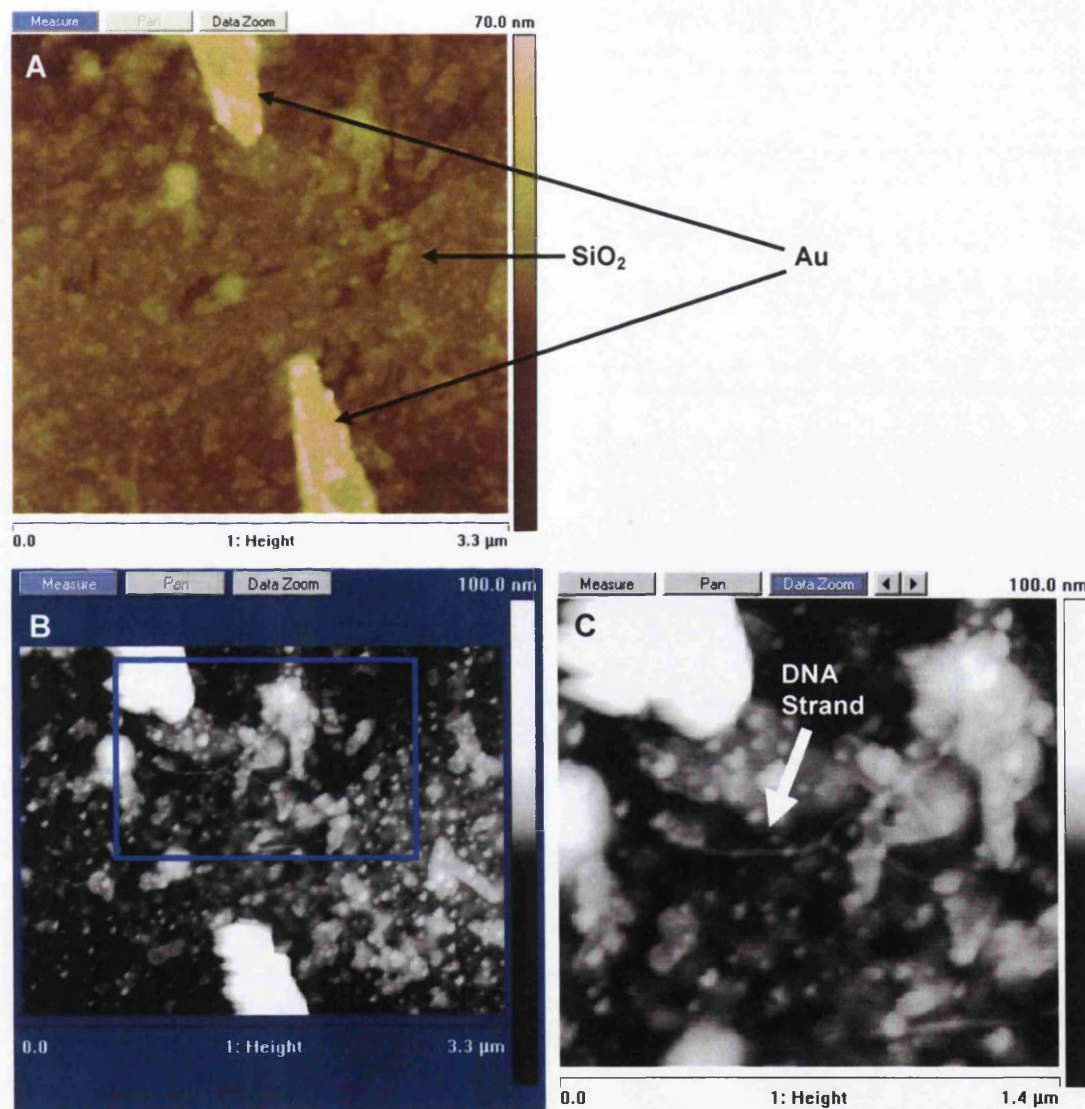 Measure Pan Data Zoom 70.0 nm
A
SiO₂
Au
0.0 1: Height 3.3 µm
Measure Pan Data Zoom 100.0 nm
B
0.0 1: Height 3.3 µm
Measure Pan Data Zoom 100.0 nm
C
DNA
Strand
0.0 1: Height 1.4 µm